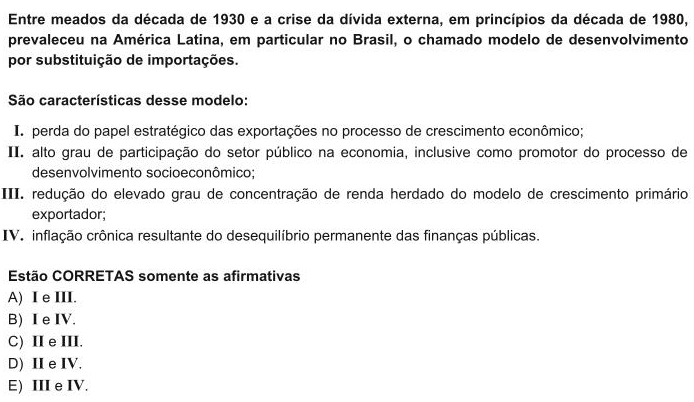 Entre meados da década de 1930 e a crise da dívida externa, em princípios da década de 1980,
prevaleceu na América Latina, em particular no Brasil, o chamado modelo de desenvolvimento
por substituição de importações.
São características desse modelo:
I. perda do papel estratégico das exportações no processo de crescimento econômico;
II. alto grau de participação do setor público na economia, inclusive como promotor do processo de
desenvolvimento socioeconômico;
III. redução do elevado grau de concentração de renda herdado do modelo de crescimento primário
exportador;
IV. inflação crônica resultante do desequilíbrio permanente das finanças públicas.
Estão CORRETAS somente as afirmativas
A) I e III.
B) I e IV.
C) II e III.
D) II e IV.
E) III e IV.